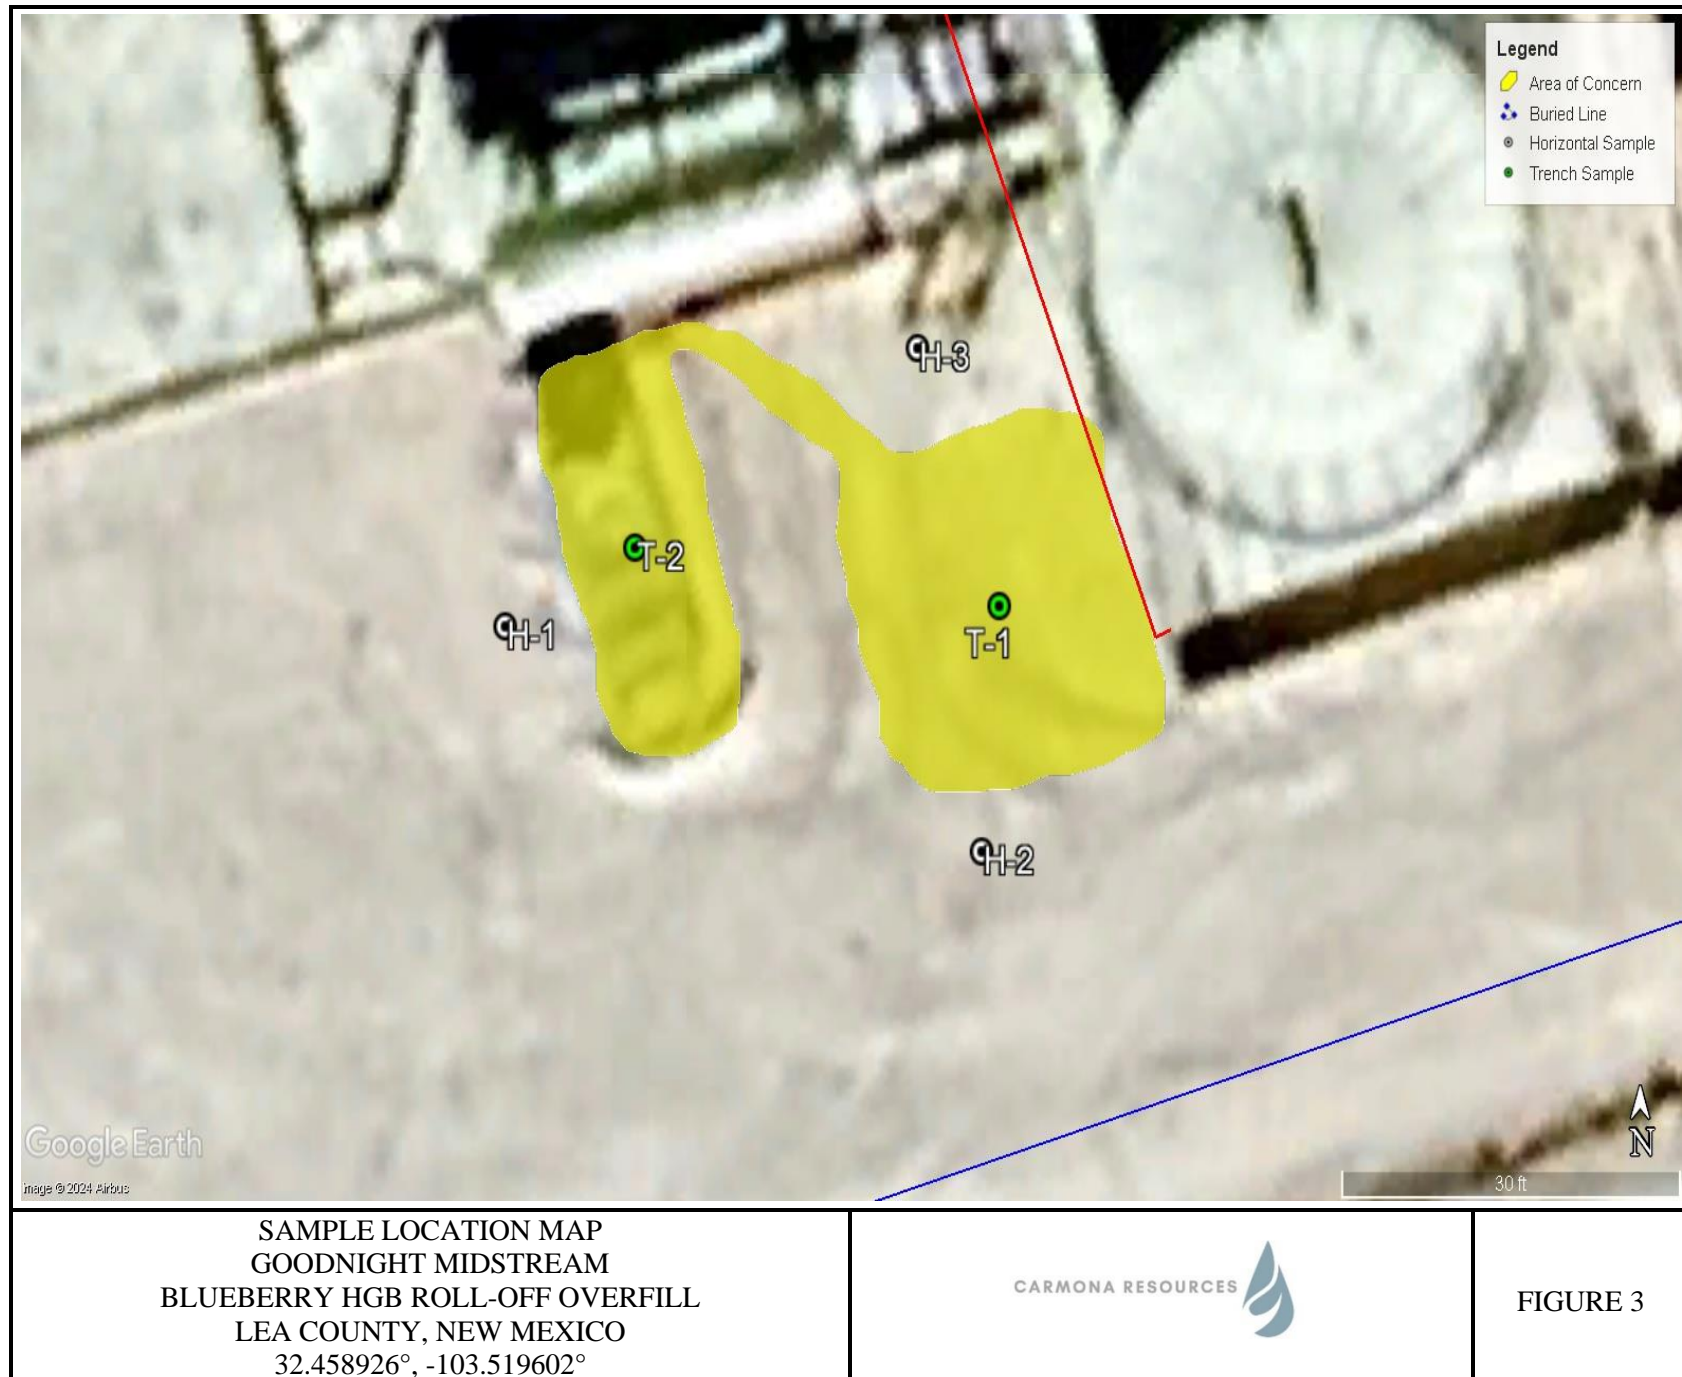 Legend
Area of Concern
Buried Line
Horizontal Sample
Trench Sample
H-3
T-2
H-1
T-1
H-2
Google Earth
Image © 2024 Airbus
N
30 ft
SAMPLE LOCATION MAP
GOODNIGHT MIDSTREAM
BLUEBERRY HGB ROLL-OFF OVERFILL
LEA COUNTY, NEW MEXICO
32.458926°, -103.519602°
CARMONA RESOURCES
FIGURE 3